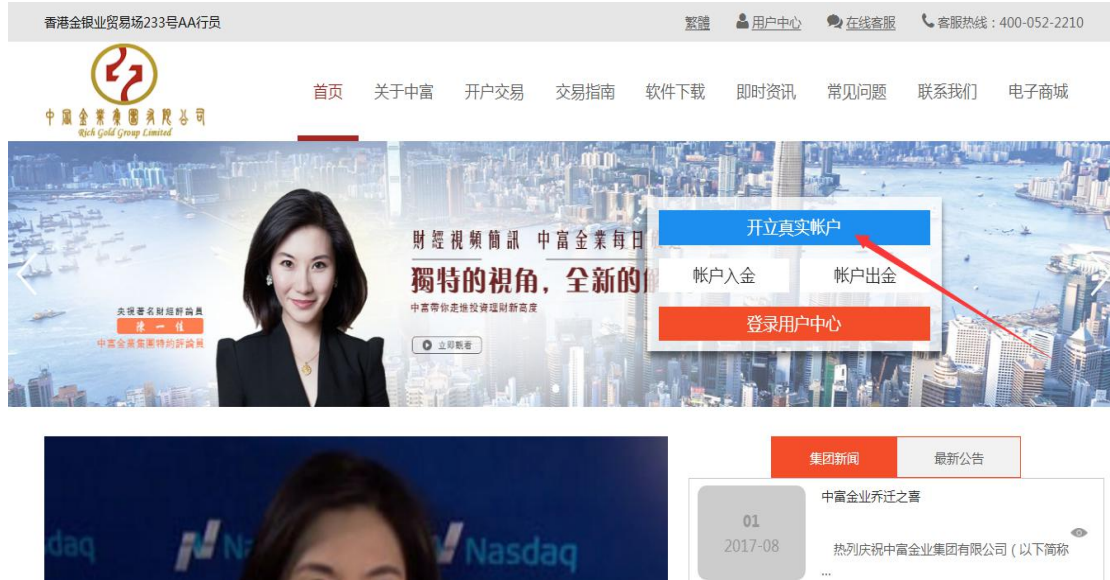 香港金银业贸易场233号AA行员
繁體 用户中心 在线客服 客服热线：400-052-2210
中富金業集團有限公司
Rich Gold Group Limited
首页 关于中富 开户交易 交易指南 软件下载 即时资讯 常见问题 联系我们 电子商城
財經視頻簡訊 中富金業每日
獨特的視角，全新的
中富帶你走進投資理財新高度
立即觀看
央視著名財經評論員
陳一佳
中富金業集團特約評論員
开立真实帐户
帐户入金 帐户出金
登录用户中心
集团新闻 最新公告
01
2017-08
中富金业乔迁之喜
热列庆祝中富金业集团有限公司（以下简称
...
daq
Nasdaq